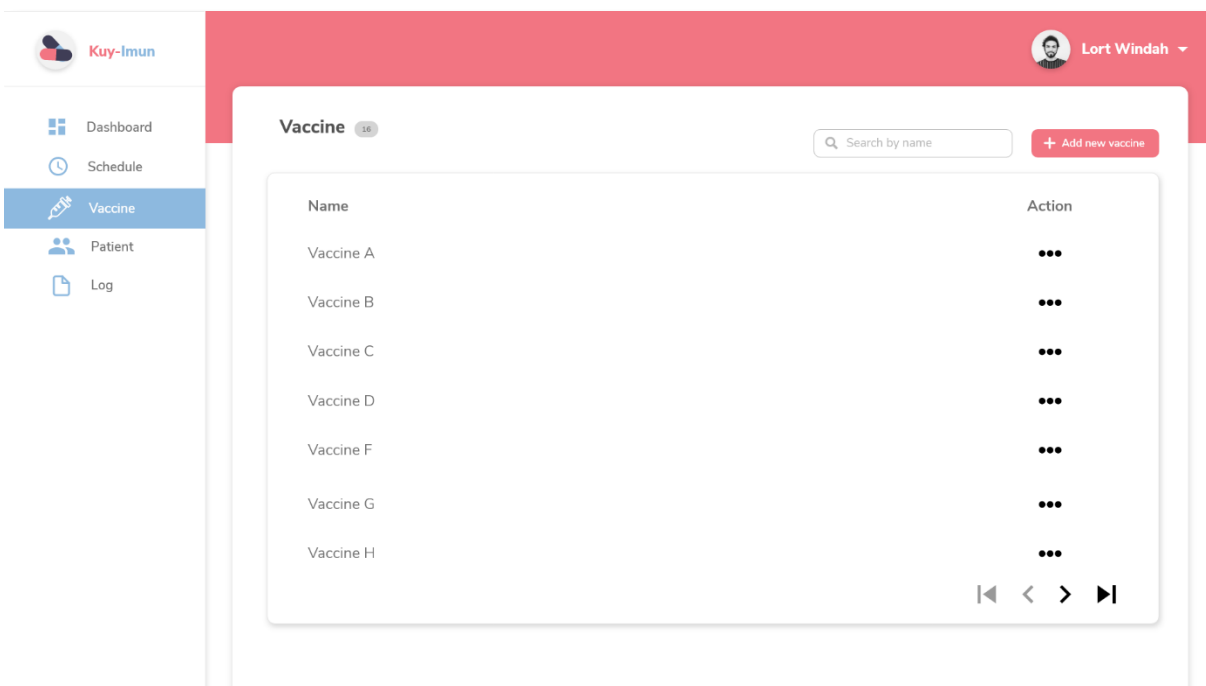 Kuy-Imun
Lort Windah
Dashboard
Schedule
Vaccine
Patient
Log
Vaccine 16
Search by name
+ Add new vaccine
Name Action
Vaccine A
Vaccine B
Vaccine C
Vaccine D
Vaccine F
Vaccine G
Vaccine H